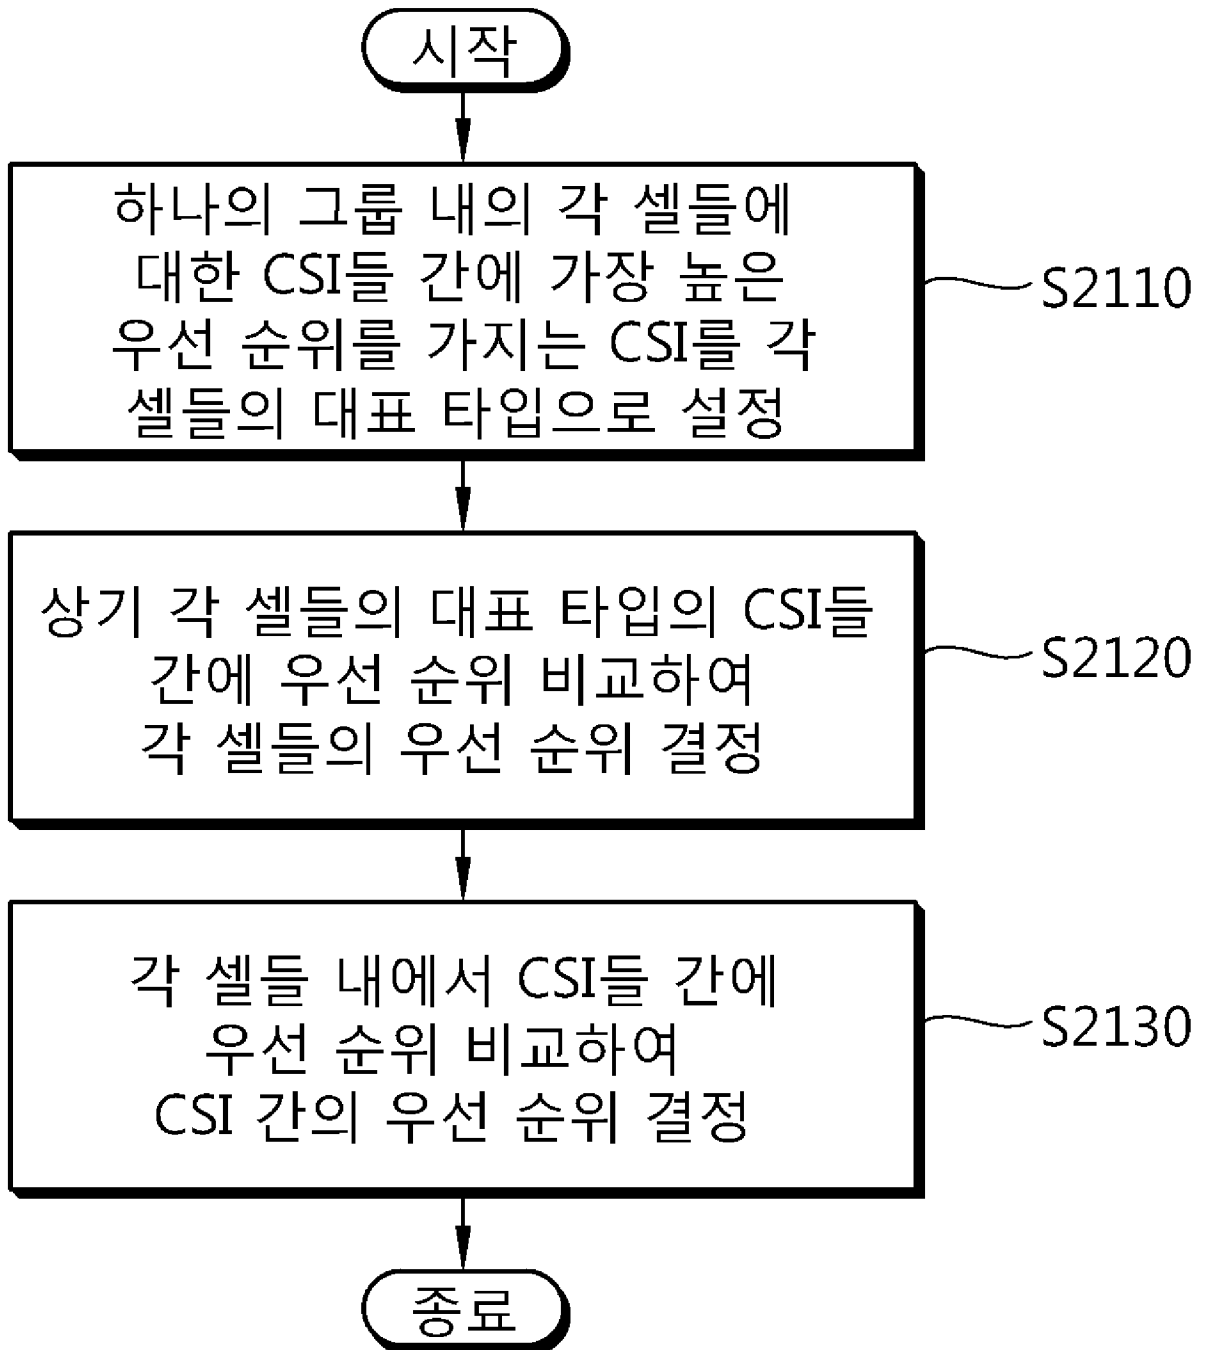 시작
하나의 그룹 내의 각 셀들에
대한 CSI들 간에 가장 높은
우선 순위를 가지는 CSI를 각
셀들의 대표 타입으로 설정
S2110
상기 각 셀들의 대표 타입의 CSI들
간에 우선 순위 비교하여
각 셀들의 우선 순위 결정
S2120
각 셀들 내에서 CSI들 간에
우선 순위 비교하여
CSI 간의 우선 순위 결정
S2130
종료